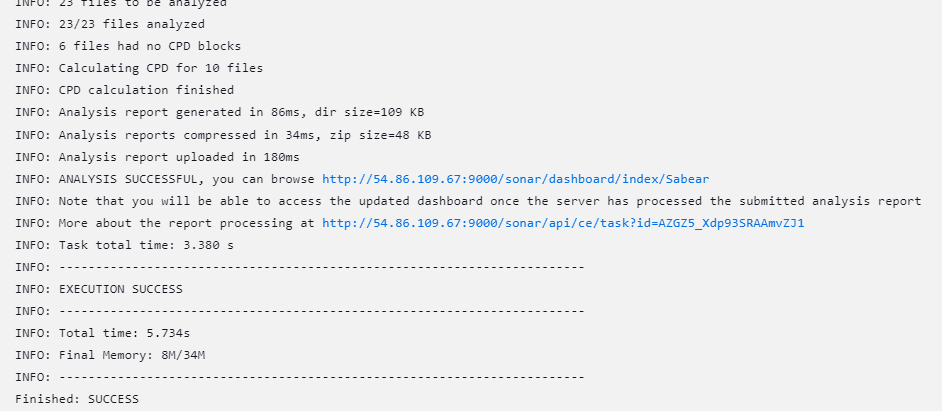 INFO: 23 files to be analyzed
INFO: 23/23 files analyzed
INFO: 6 files had no CPD blocks
INFO: Calculating CPD for 10 files
INFO: CPD calculation finished
INFO: Analysis report generated in 86ms, dir size=109 KB
INFO: Analysis reports compressed in 34ms, zip size=48 KB
INFO: Analysis report uploaded in 180ms
INFO: ANALYSIS SUCCESSFUL, you can browse http://54.86.109.67:9000/sonar/dashboard/index/Sabear
INFO: Note that you will be able to access the updated dashboard once the server has processed the submitted analysis report
INFO: More about the report processing at http://54.86.109.67:9000/sonar/api/ce/task?id=AZGZ5_Xdp93SRAAmvZJ1
INFO: Task total time: 3.380 s
INFO: ------------------------------------------------------------------------
INFO: EXECUTION SUCCESS
INFO: ------------------------------------------------------------------------
INFO: Total time: 5.734s
INFO: Final Memory: 8M/34M
INFO: ------------------------------------------------------------------------
Finished: SUCCESS